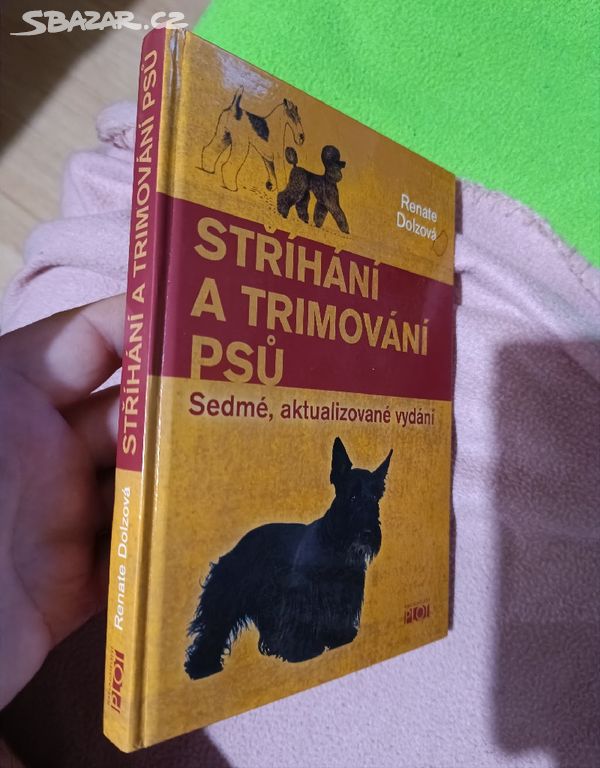 SBAZAR.CZ
Renate
Dolzová
STŘÍHÁNÍ
A TRIMOVÁNÍ
PSŮ
Sedmé, aktualizované vydání
PLOT
STŘÍHÁNÍ A TRIMOVÁNÍ PSŮ
Renate Dolzová
PLOT